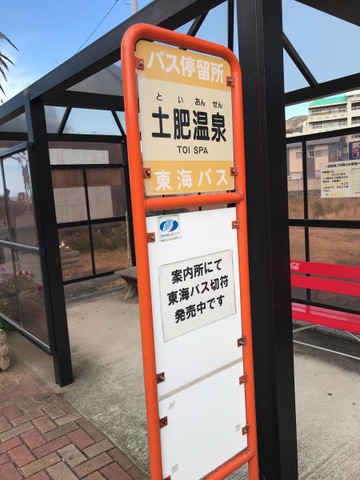 バス停留所
といおんせん
土肥温泉
TOI SPA
東海バス
案内所にて
東海バス切符
発売中です